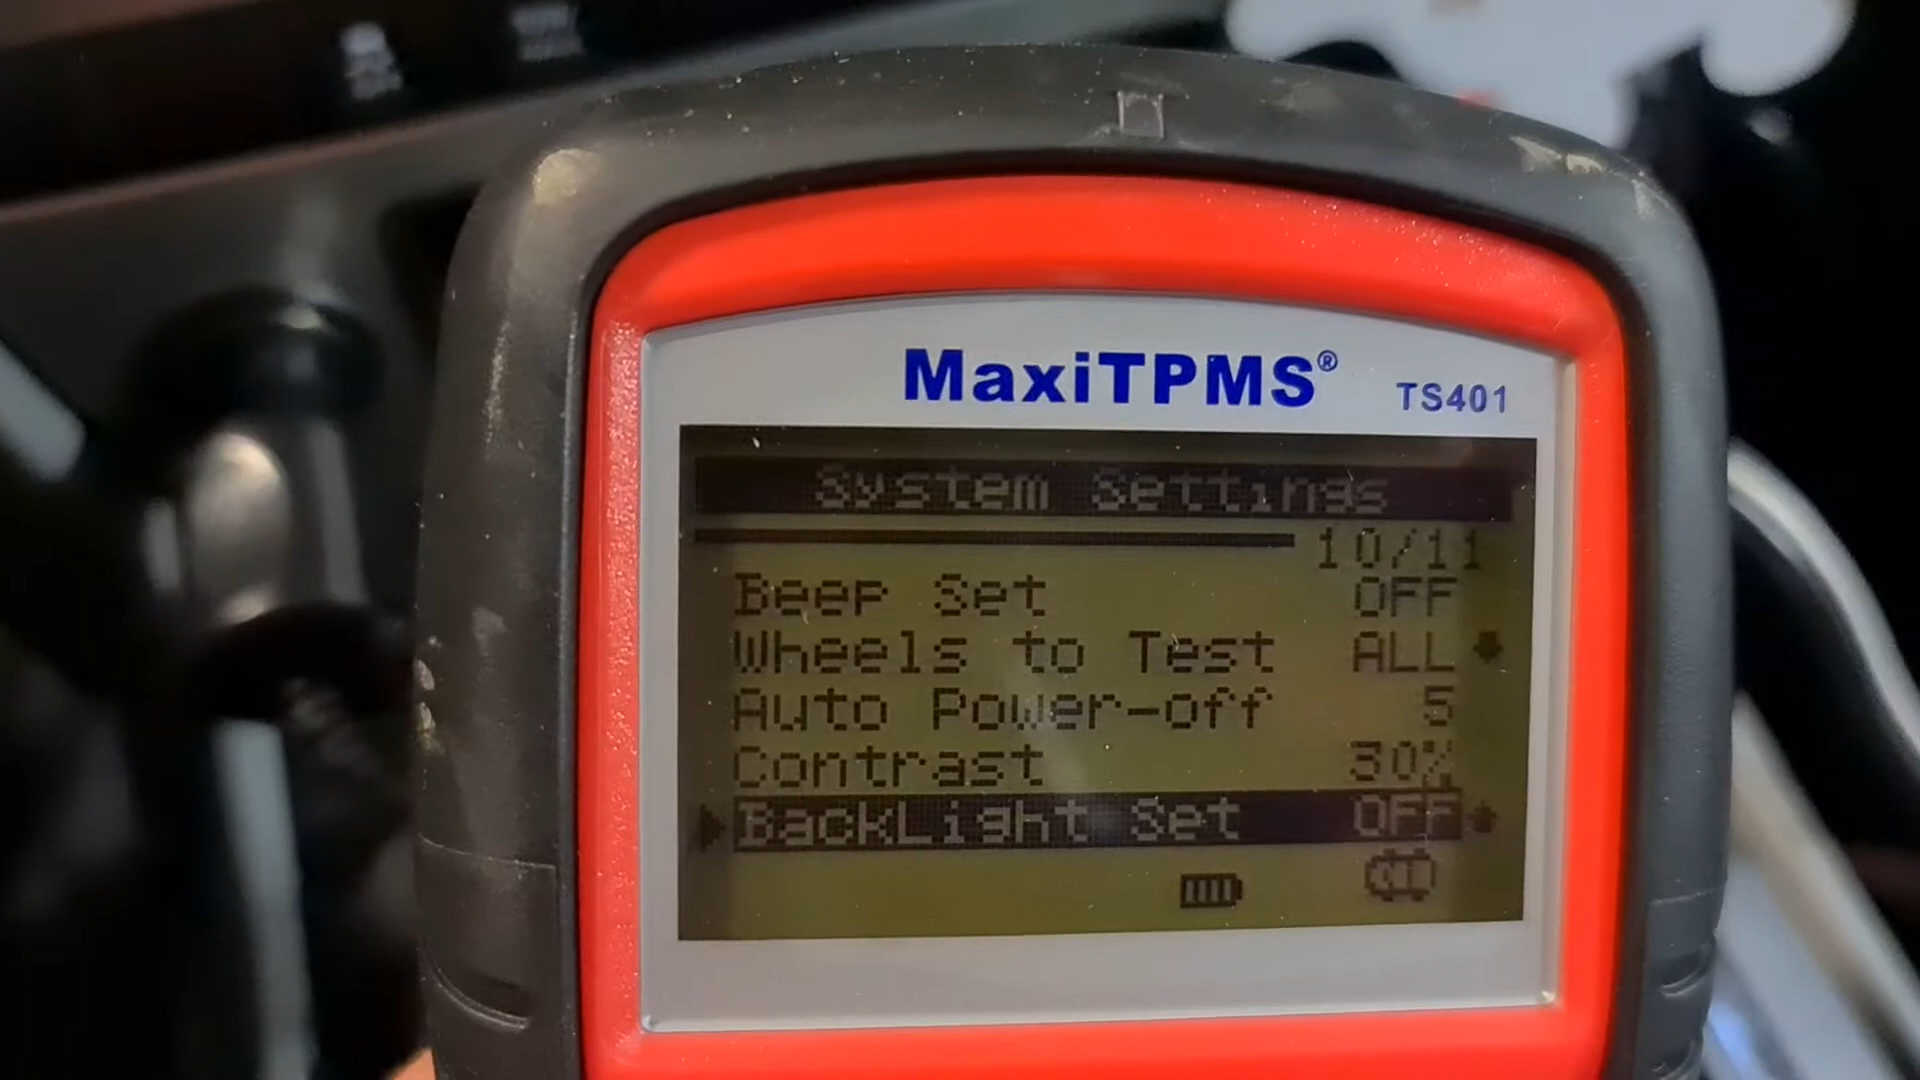 MaxiTPMS® TS401
System Settings
10/11
Beep Set OFF
Wheels to Test ALL
Auto Power-off 5
Contrast 30%
BackLight Set OFF